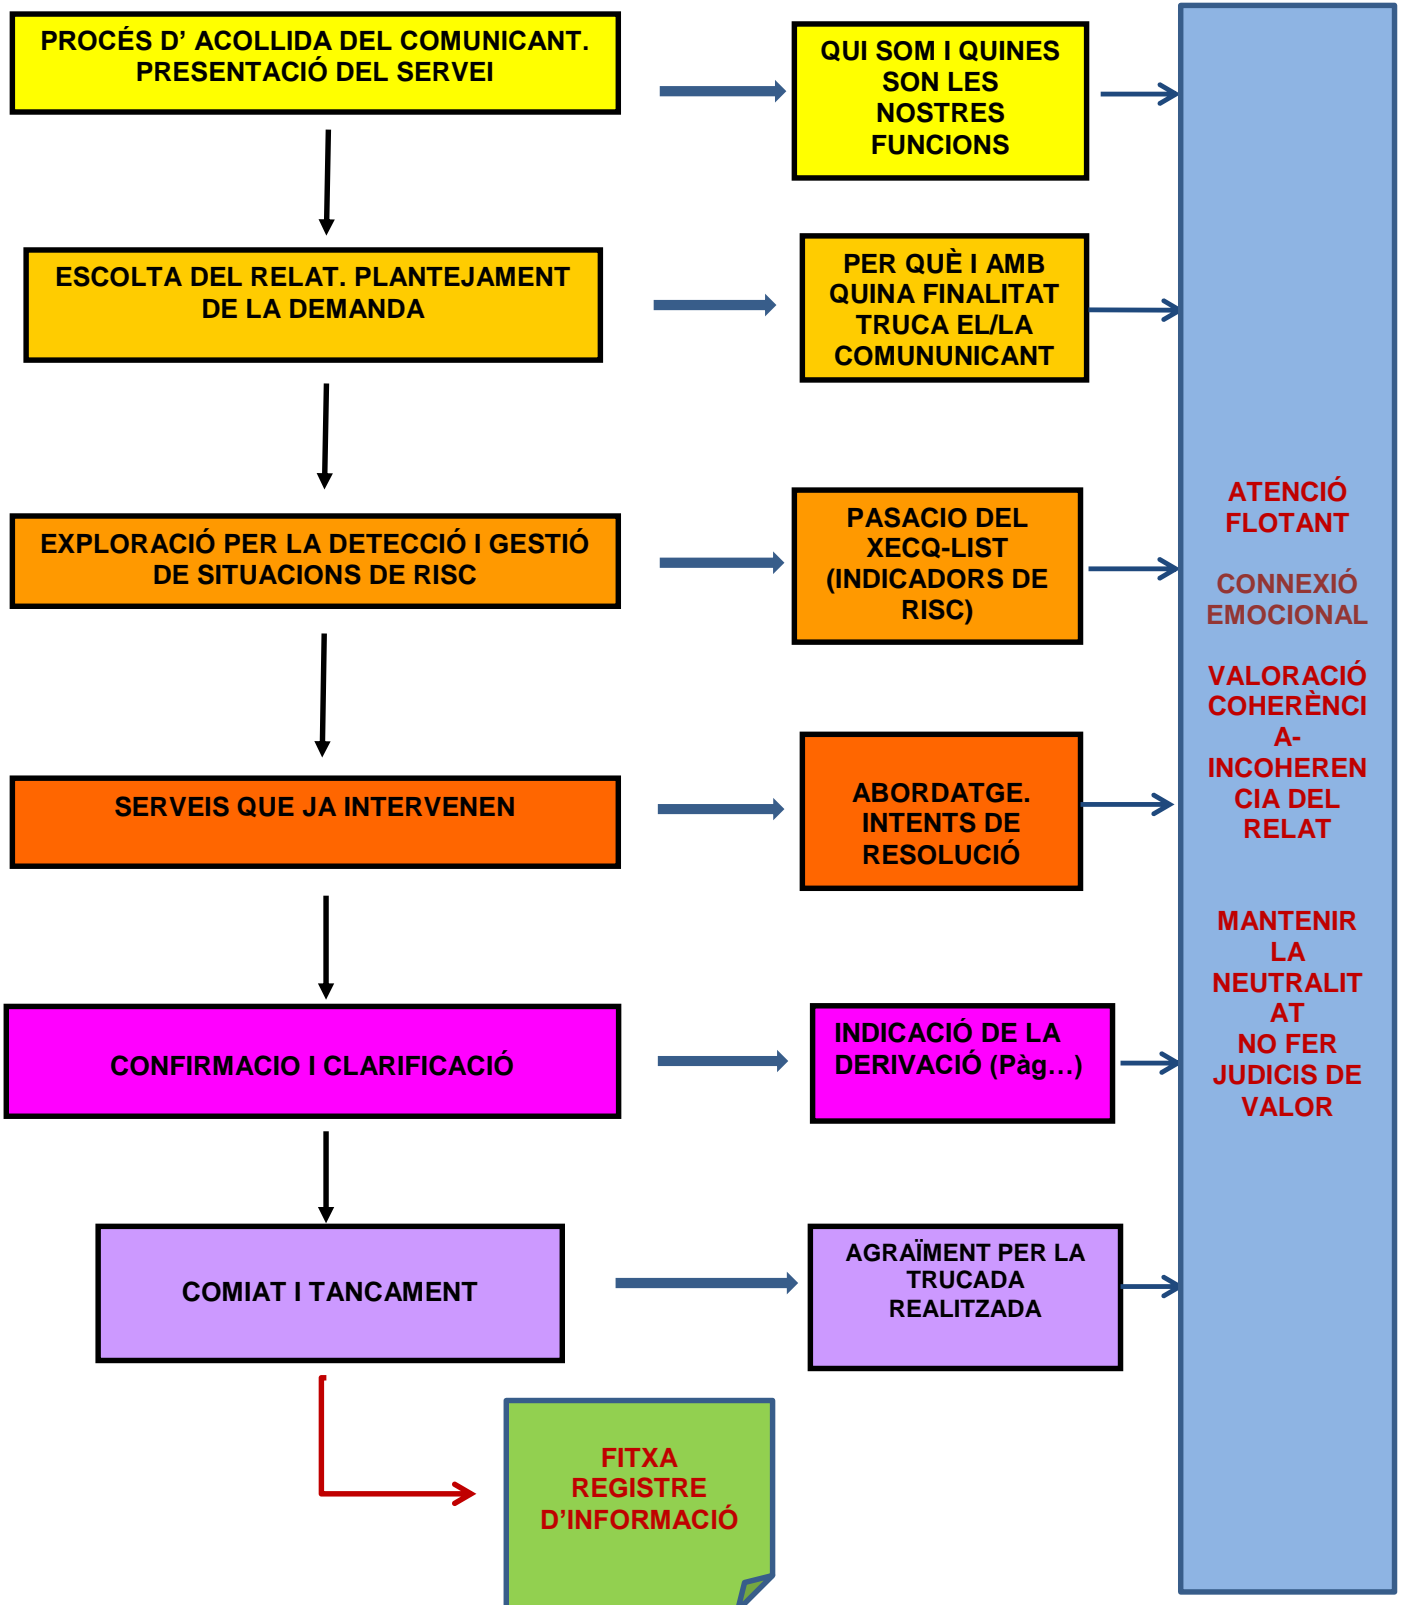 PROCÉS D’ ACOLLIDA DEL COMUNICANT.
PRESENTACIÓ DEL SERVEI
QUI SOM I QUINES
SON LES
NOSTRES
FUNCIONS
ESCOLTA DEL RELAT. PLANTEJAMENT
DE LA DEMANDA
PER QUÈ I AMB
QUINA FINALITAT
TRUCA EL/LA
COMUNUNICANT
EXPLORACIÓ PER LA DETECCIÓ I GESTIÓ
DE SITUACIONS DE RISC
PASACIO DEL
XECQ-LIST
(INDICADORS DE
RISC)
SERVEIS QUE JA INTERVENEN
ABORDATGE.
INTENTS DE
RESOLUCIÓ
CONFIRMACIO I CLARIFICACIÓ
INDICACIÓ DE LA
DERIVACIÓ (Pàg…)
COMIAT I TANCAMENT
AGRAÏMENT PER LA
TRUCADA
REALITZADA
FITXA
REGISTRE
D’INFORMACIÓ
ATENCIÓ
FLOTANT
CONNEXIÓ
EMOCIONAL
VALORACIÓ
COHERÈNCI
A-
INCOHEREN
CIA DEL
RELAT
MANTENIR
LA
NEUTRALIT
AT
NO FER
JUDICIS DE
VALOR